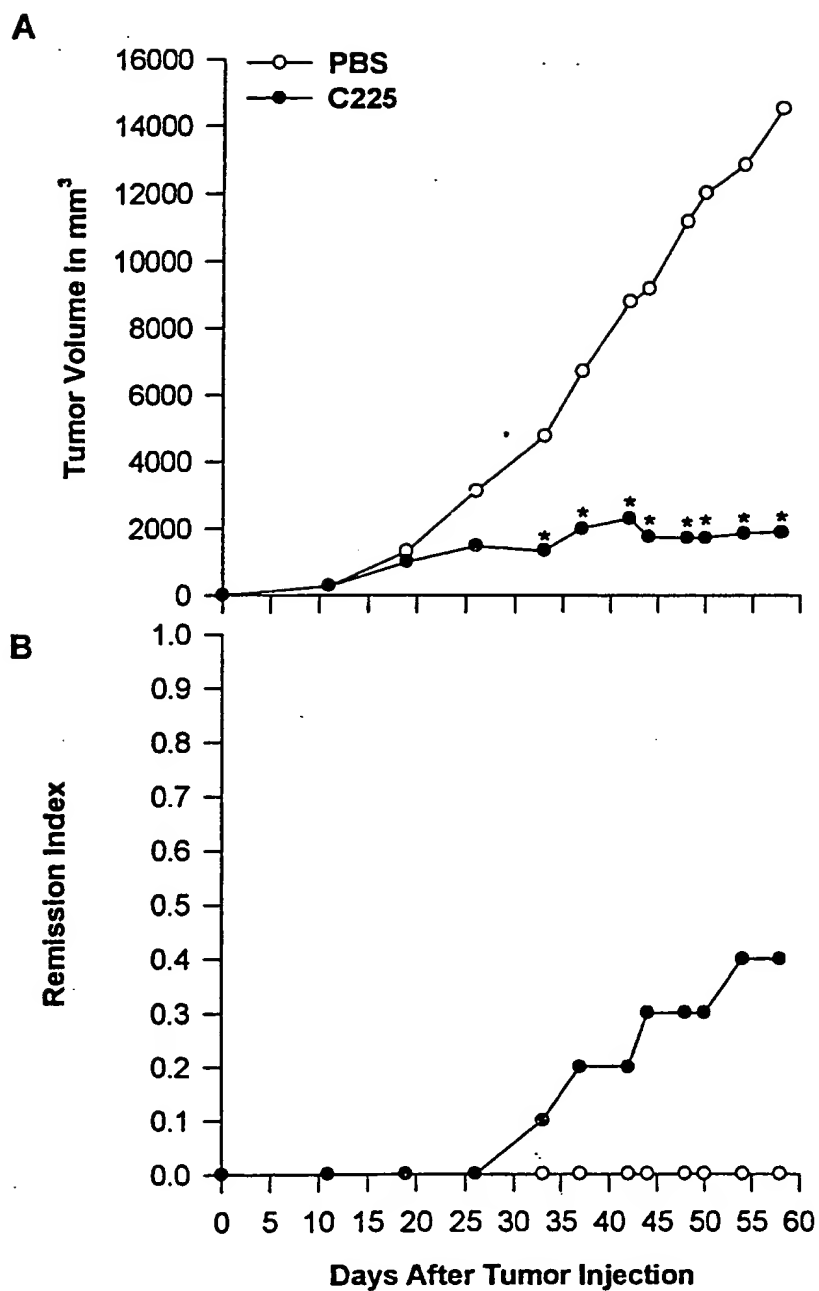 A
16000
14000
12000
10000
8000
6000
4000
2000
0
Tumor Volume in mm³
PBS
C225
* * * * * * * *
B
1.0
0.9
0.8
0.7
0.6
0.5
0.4
0.3
0.2
0.1
0.0
Remission Index
0 5 10 15 20 25 30 35 40 45 50 55 60
Days After Tumor Injection